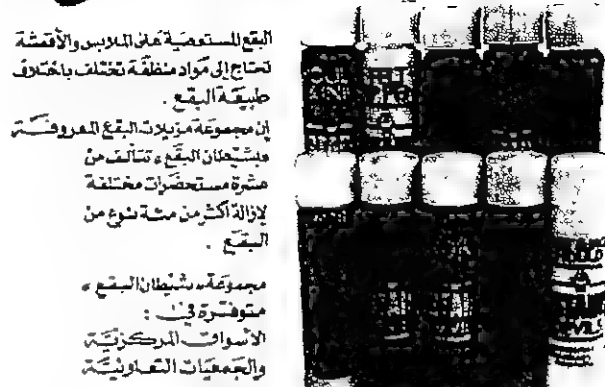 البقع المستعصية على الملابس والأقمشة
تحتاج إلى مواد منظفة تختلف باختلاف
طبيعة البقع .
إن مجموعة مزيلات البقع المعروفة
بشيطان البقع ، تتألف من
عشرة مستحضرات مختلفة
لإزالة أكثر من مئة نوع من
البقع .
مجموعة « شيطان البقع »
متوفرة في :
الأسواق المركزية
والجمعيات التعاونية